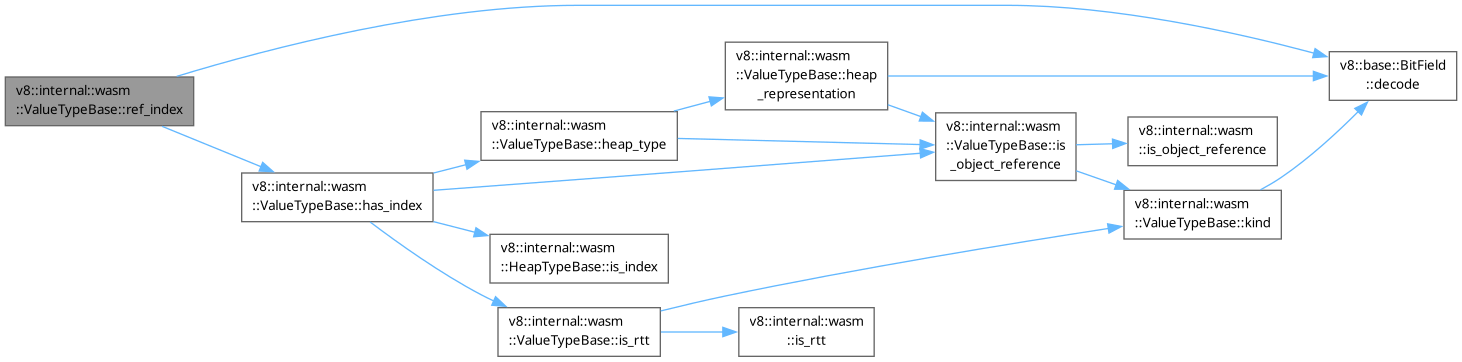 v8::internal::wasm
::ValueTypeBase::ref_index
v8::internal::wasm
::ValueTypeBase::has_index
v8::internal::wasm
::ValueTypeBase::heap_type
v8::internal::wasm
::ValueTypeBase::heap
_representation
v8::internal::wasm
::ValueTypeBase::is
_object_reference
v8::base::BitField
::decode
v8::internal::wasm
::is_object_reference
v8::internal::wasm
::ValueTypeBase::kind
v8::internal::wasm
::HeapTypeBase::is_index
v8::internal::wasm
::ValueTypeBase::is_rtt
v8::internal::wasm
::is_rtt